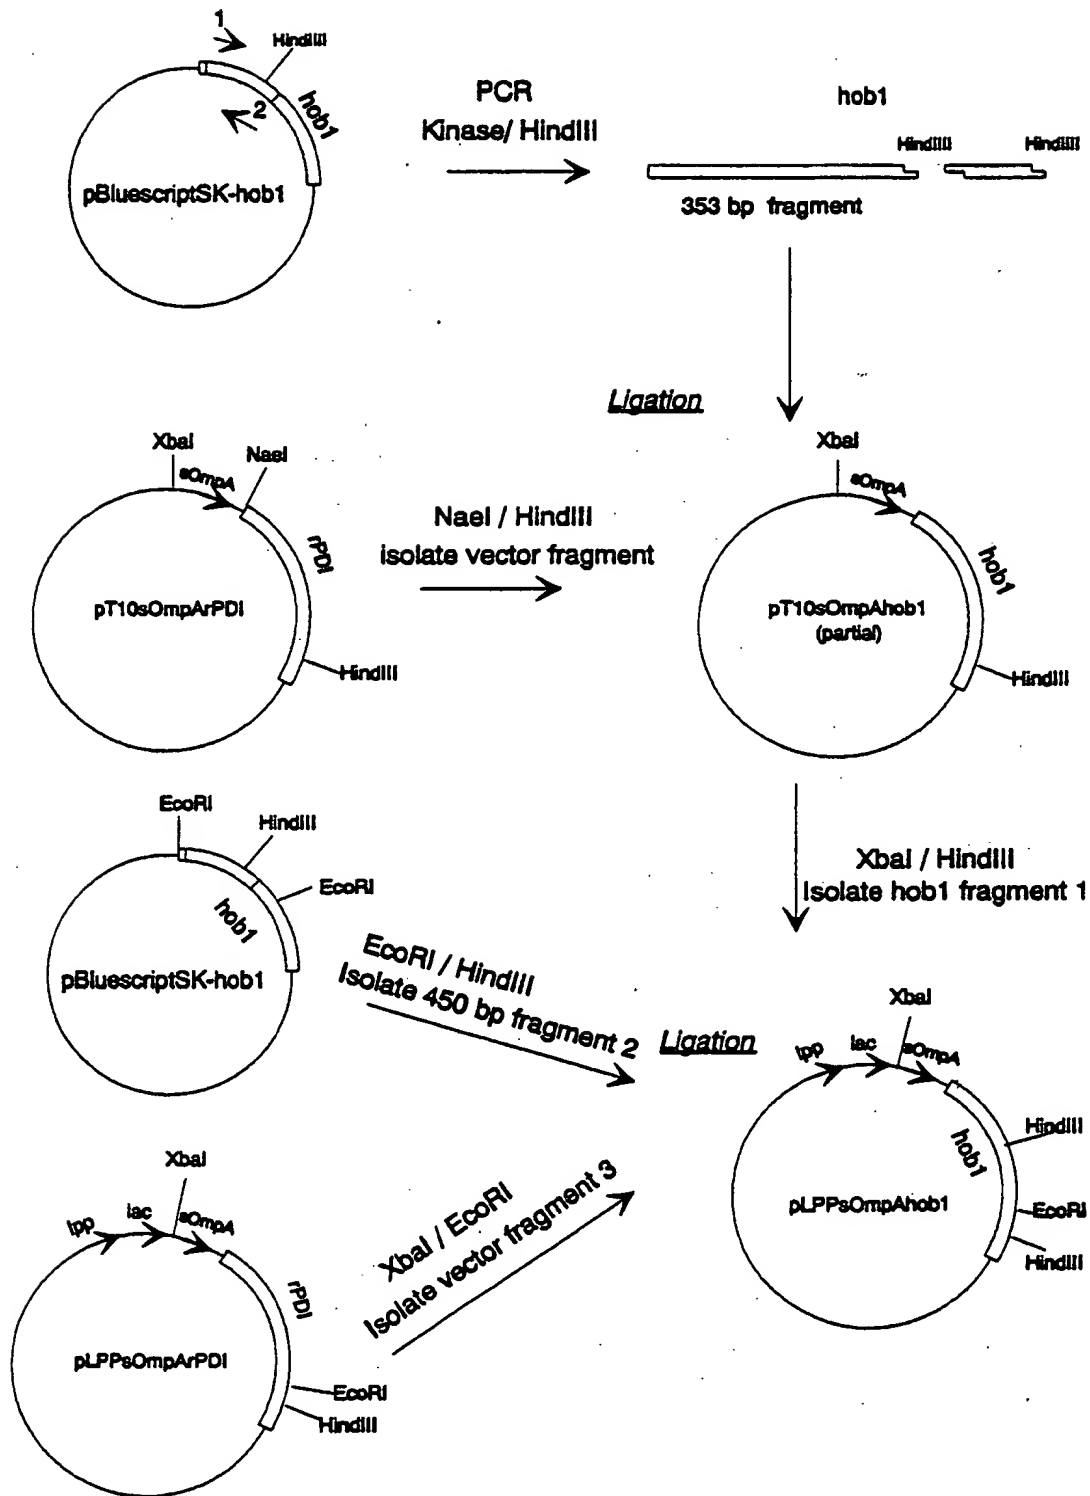 1
HindIII
hob1
2
pBluescriptSK-hob1
PCR
Kinase/ HindIII
hob1
HindIII
HindIII
353 bp fragment
Ligation
XbaI
sOmpA
NaeI
rPDI
pT10sOmpArPDI
HindIII
NaeI / HindIII
isolate vector fragment
XbaI
sOmpA
hob1
pT10sOmpAhob1
(partial)
HindIII
EcoRI
HindIII
EcoRI
hob1
pBluescriptSK-hob1
XbaI / HindIII
Isolate hob1 fragment 1
EcoRI / HindIII
Isolate 450 bp fragment 2
Ligation
XbaI
lpp
lac
sOmpA
HindIII
hob1
pLPPsOmpAhob1
EcoRI
HindIII
XbaI
lpp
lac
sOmpA
rPDI
pLPPsOmpArPDI
EcoRI
HindIII
XbaI / EcoRI
Isolate vector fragment 3